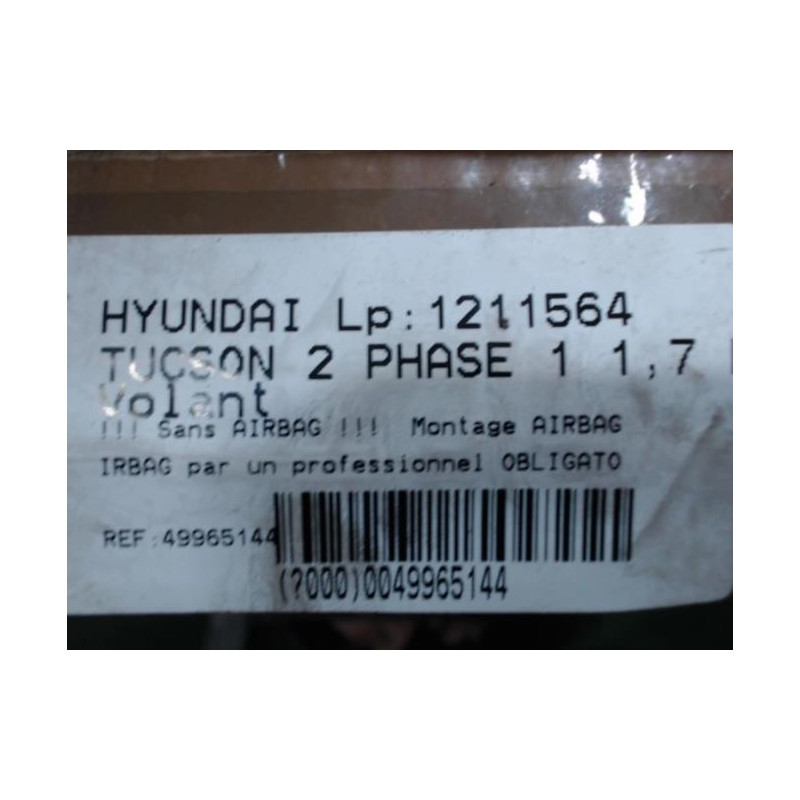 HYUNDAI Lp:1211564
TUCSON 2 PHASE 1 1,7
Volant
!!! Sans AIRBAG !!! Montage AIRBAG
IRBAG par un professionnel OBLIGATO
REF:49965144
(?000)0049965144